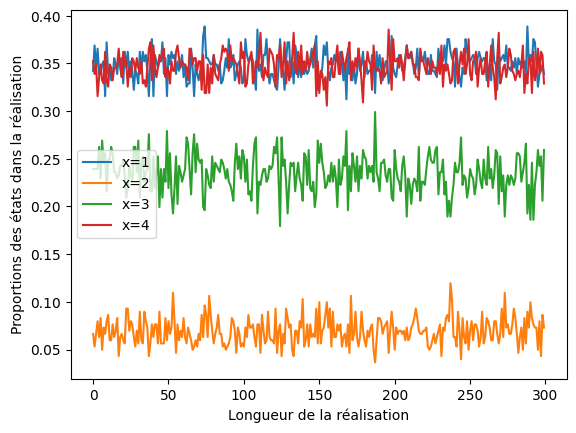 0.40
0.35
0.30
0.25
0.20
0.15
0.10
0.05
Proportions des états dans la réalisation
x=1
x=2
x=3
x=4
0 50 100 150 200 250 300
Longueur de la réalisation